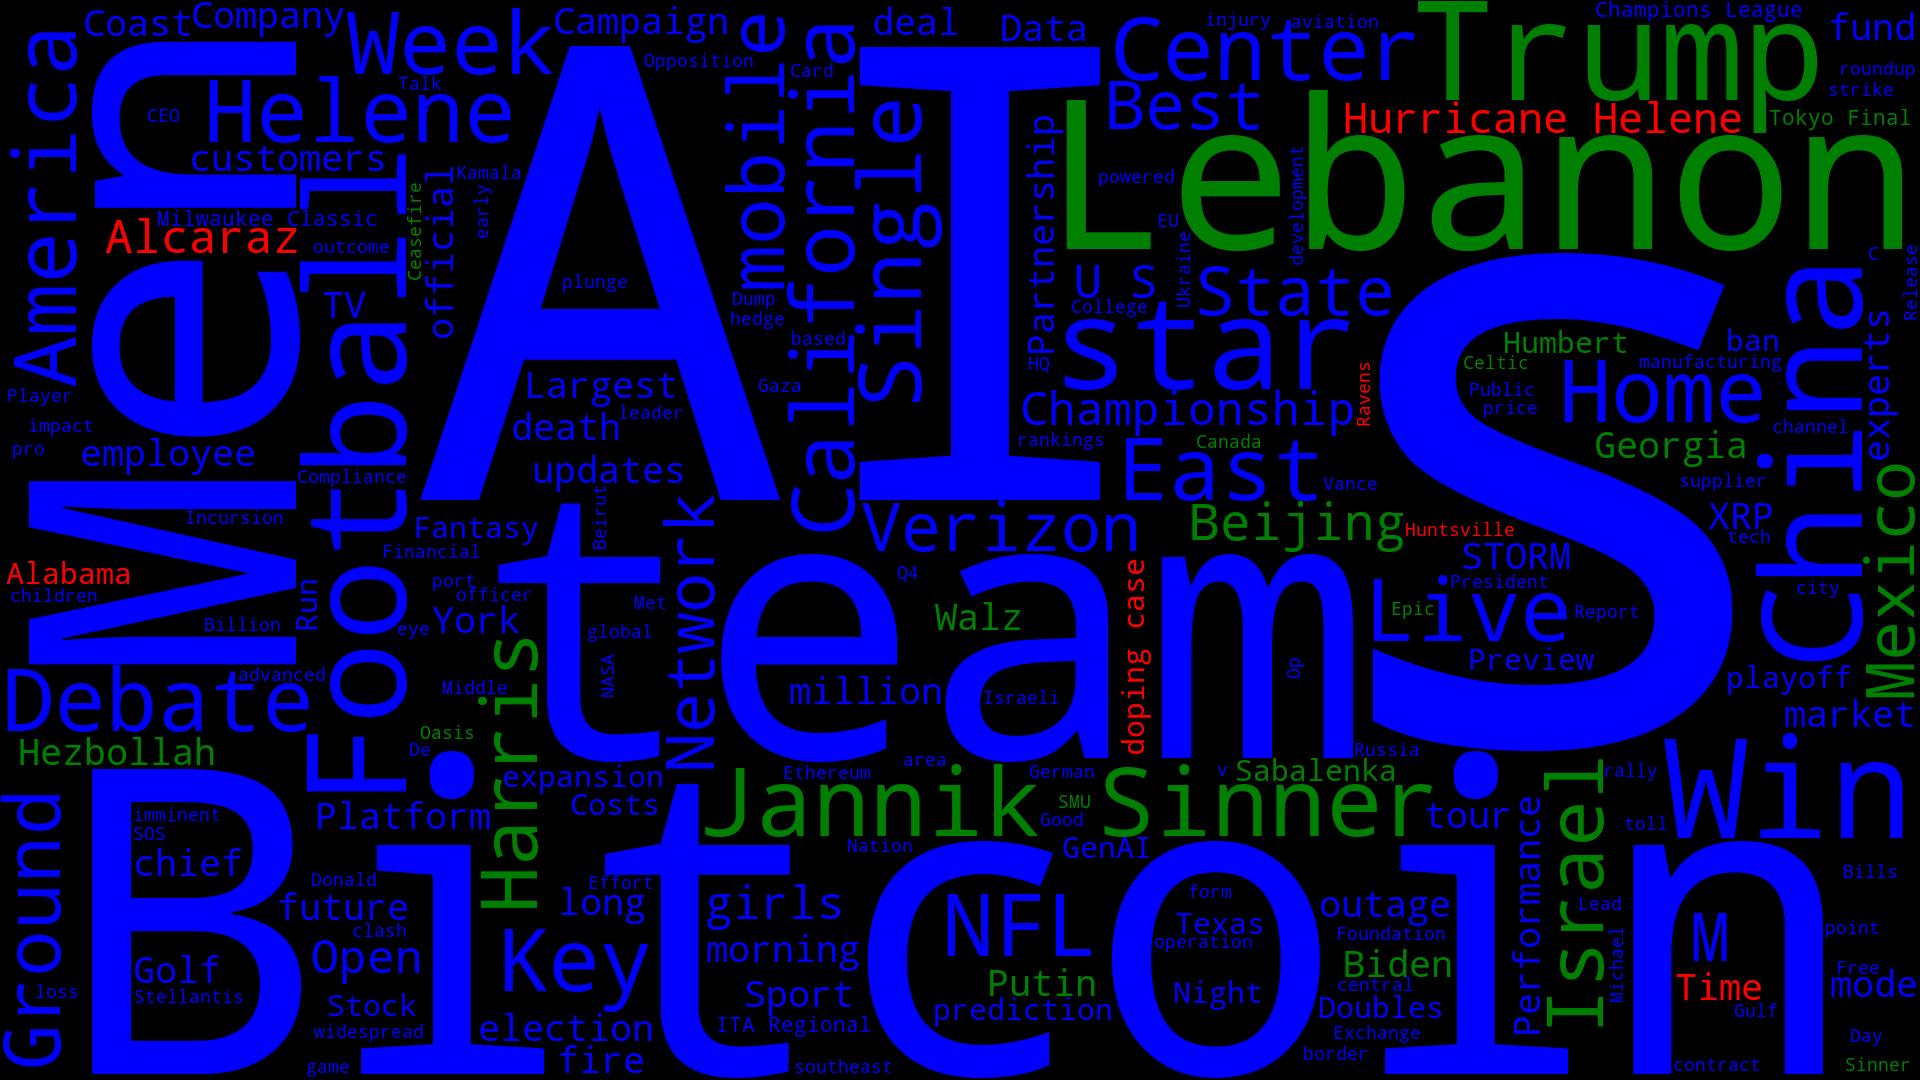 Coast
Company
Week
Campaign
deal
Data
Center
injury
aviation
Trump
Champions League
fund
America
Men
Helene
Talk
Opposition
mobile
Card
California
AI
Best
Hurricane Helene
roundup
strike
Tokyo Final
CEO
customers
Football
official
Kamala
early
Single
Partnership
Lebanon
powered
development
EU
Ukraine
Milwaukee Classic
Alcaraz
outcome
Ceasefire
TV
plunge
Dump
hedge
based
U S
College
State
S
C
Release
China
star
HQ
Humbert
Celtic
ban
manufacturing
experts
Player
impact
pro
employee
Largest
death
leader
updates
Gaza
Championship
rankings
Ravens
Public
price
Home
Georgia
channel
Compliance
Incursion
Fantasy
Financial
Beirut
Network
Verizon
East
Canada
Vance
Beijing
Huntsville
supplier
XRP
tech
Mexico
Alabama
children
Billion
Run
port
officer
eye
York
team
Met
global
NASA
Q4
Walz
doping case
STORM
President
Live
Epic
Report
Preview
city
Debate
advanced
Middle
Harris
million
Israeli
Op
playoff
market
Hezbollah
Oasis
De
expansion
Costs
Ethereum
area
German
v
Sabalenka
Russia
rally
Win
Ground
Bitcoin
imminent
SOS
chief
Platform
Jannik Sinner
SMU
Good
GenAI
Nation
tour
Performance
Israel
toll
Donald
future
clash
Effort
long
girls
NFL
form
Texas
operation
outage
Foundation
Lead
Michael
M
Bills
point
Golf
Stellantis
loss
Open
Key
morning
Sport
Putin
prediction
Night
Biden
central
Doubles
Exchange
border
Time
Gulf
Free
mode
Stock
widespread
game
election
fire
ITA Regional
southeast
contract
Day
Sinner